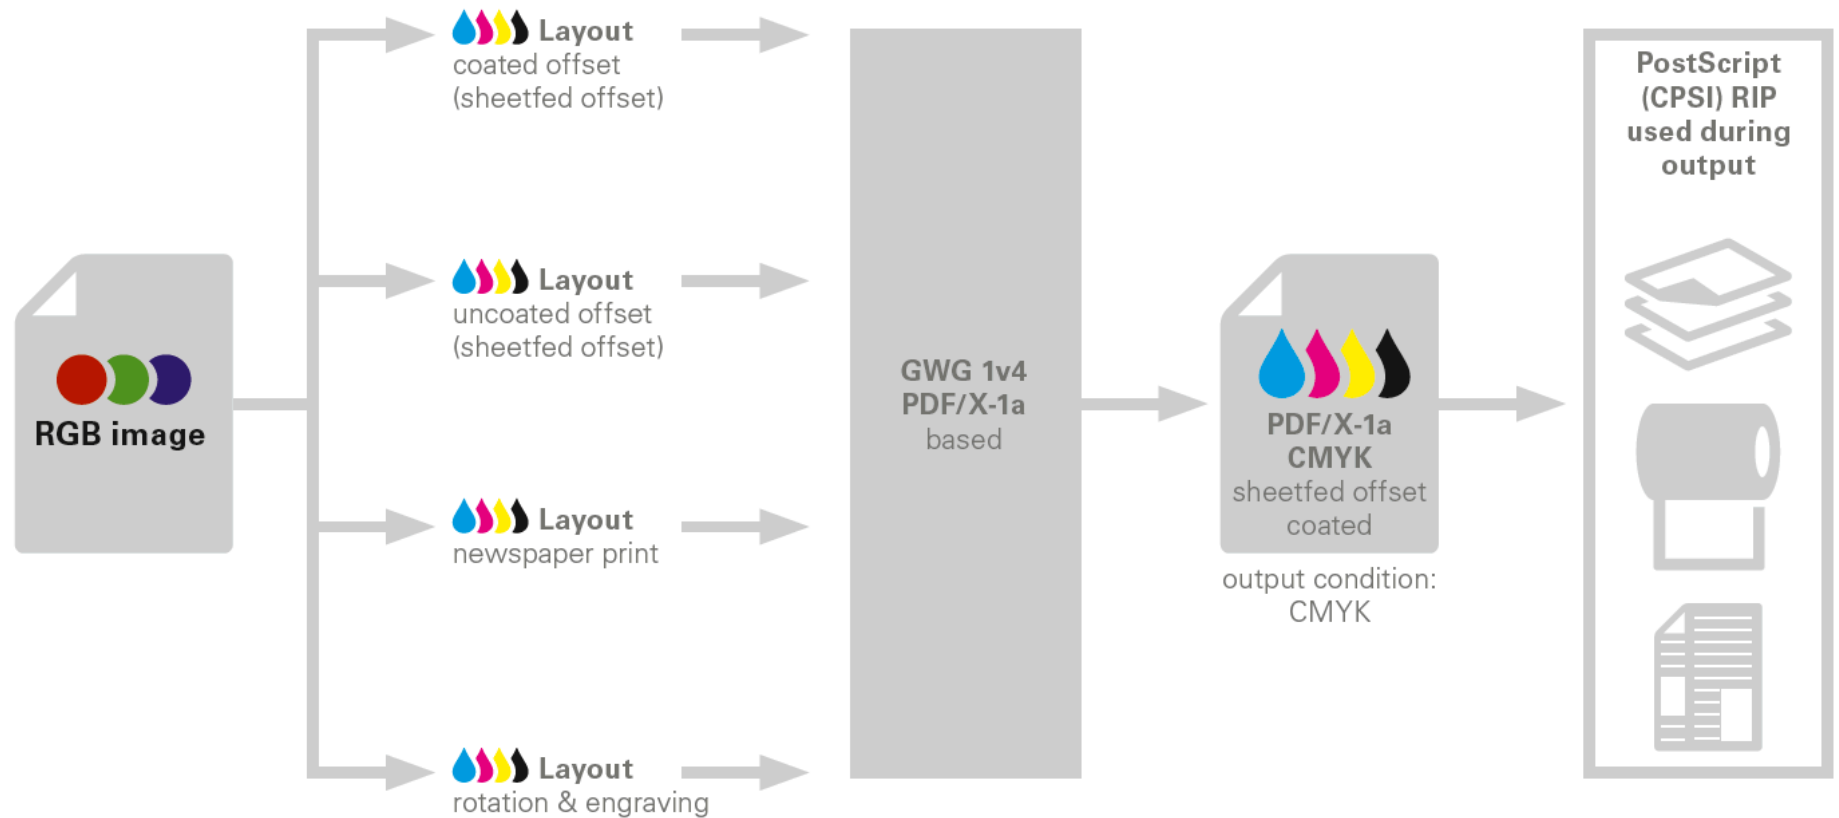 RGB image
Layout
coated offset
(sheetfed offset)
Layout
uncoated offset
(sheetfed offset)
Layout
newspaper print
Layout
rotation & engraving
GWG 1v4
PDF/X-1a
based
PDF/X-1a
CMYK
sheetfed offset
coated
output condition:
CMYK
PostScript
(CPSI) RIP
used during
output